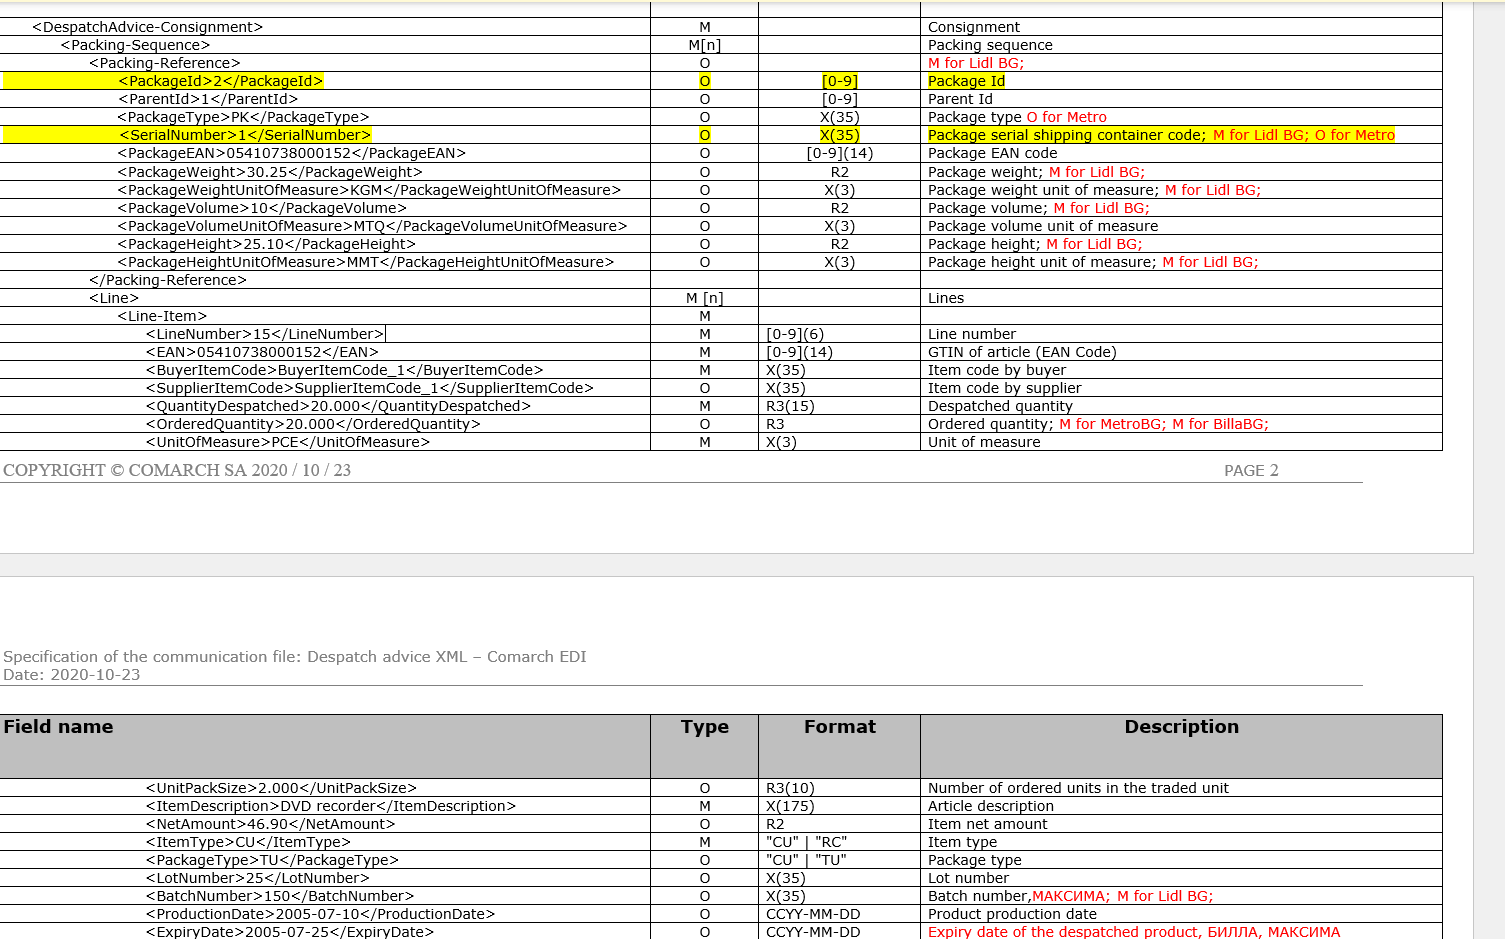 <DespatchAdvice-Consignment> M Consignment
<Packing-Sequence> M[n] Packing sequence
<Packing-Reference> O M for Lidl BG;
<PackageId>2</PackageId> O [0-9] Package Id
<ParentId>1</ParentId> O [0-9] Parent Id
<PackageType>PK</PackageType> O X(35) Package type O for Metro
<SerialNumber>1</SerialNumber> O X(35) Package serial shipping container code; M for Lidl BG; O for Metro
<PackageEAN>05410738000152</PackageEAN> O [0-9](14) Package EAN code
<PackageWeight>30.25</PackageWeight> O R2 Package weight; M for Lidl BG;
<PackageWeightUnitOfMeasure>KGM</PackageWeightUnitOfMeasure> O X(3) Package weight unit of measure; M for Lidl BG;
<PackageVolume>10</PackageVolume> O R2 Package volume; M for Lidl BG;
<PackageVolumeUnitOfMeasure>MTQ</PackageVolumeUnitOfMeasure> O X(3) Package volume unit of measure
<PackageHeight>25.10</PackageHeight> O R2 Package height; M for Lidl BG;
<PackageHeightUnitOfMeasure>MMT</PackageHeightUnitOfMeasure> O X(3) Package height unit of measure; M for Lidl BG;
</Packing-Reference>
<Line> M [n] Lines
<Line-Item> M
<LineNumber>15</LineNumber> M [0-9](6) Line number
<EAN>05410738000152</EAN> M [0-9](14) GTIN of article (EAN Code)
<BuyerItemCode>BuyerItemCode_1</BuyerItemCode> M X(35) Item code by buyer
<SupplierItemCode>SupplierItemCode_1</SupplierItemCode> O X(35) Item code by supplier
<QuantityDespatched>20.000</QuantityDespatched> M R3(15) Despatched quantity
<OrderedQuantity>20.000</OrderedQuantity> O R3 Ordered quantity; M for MetroBG; M for BillaBG;
<UnitOfMeasure>PCE</UnitOfMeasure> M X(3) Unit of measure
COPYRIGHT © COMARCH SA 2020 / 10 / 23 PAGE 2
Specification of the communication file: Despatch advice XML – Comarch EDI
Date: 2020-10-23
Field name Type Format Description
<UnitPackSize>2.000</UnitPackSize> O R3(10) Number of ordered units in the traded unit
<ItemDescription>DVD recorder</ItemDescription> M X(175) Article description
<NetAmount>46.90</NetAmount> O R2 Item net amount
<ItemType>CU</ItemType> M "CU" | "RC" Item type
<PackageType>TU</PackageType> O "CU" | "TU" Package type
<LotNumber>25</LotNumber> O X(35) Lot number
<BatchNumber>150</BatchNumber> O X(35) Batch number,МАКСИМА; M for Lidl BG;
<ProductionDate>2005-07-10</ProductionDate> O CCYY-MM-DD Product production date
<ExpiryDate>2005-07-25</ExpiryDate> O CCYY-MM-DD Expiry date of the despatched product, БИЛЛА, МАКСИМА